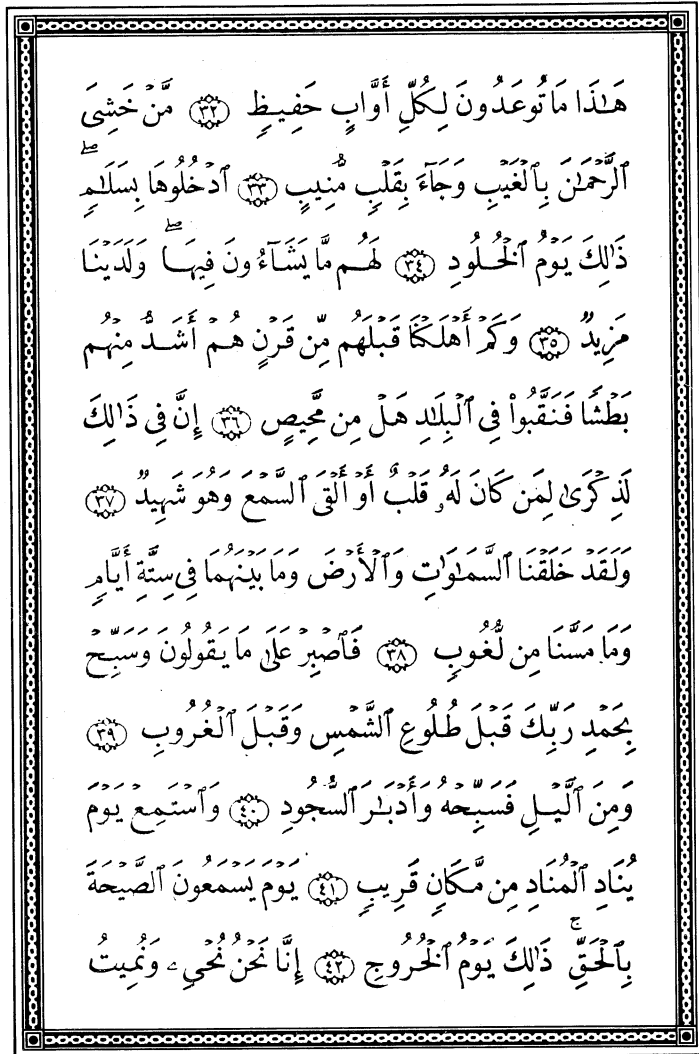 هَـٰذَا مَا تُوعَدُونَ لِكُلِّ أَوَّابٍ حَفِيظٍ ٣٢ مَّنْ خَشِىَ
ٱلرَّحْمَـٰنَ بِٱلْغَيْبِ وَجَآءَ بِقَلْبٍ مُّنِيبٍ ٣٣ ٱدْخُلُوهَا بِسَلَـٰمٍ ۖ
ذَٰلِكَ يَوْمُ ٱلْخُلُودِ ٣٤ لَهُم مَّا يَشَآءُونَ فِيهَا ۖ وَلَدَيْنَا
مَزِيدٌ ٣٥ وَكَمْ أَهْلَكْنَا قَبْلَهُم مِّن قَرْنٍ هُمْ أَشَدُّ مِنْهُم
بَطْشًا فَنَقَّبُوا۟ فِى ٱلْبِلَـٰدِ هَلْ مِن مَّحِيصٍ ٣٦ إِنَّ فِى ذَٰلِكَ
لَذِكْرَىٰ لِمَن كَانَ لَهُۥ قَلْبٌ أَوْ أَلْقَى ٱلسَّمْعَ وَهُوَ شَهِيدٌ ٣٧
وَلَقَدْ خَلَقْنَا ٱلسَّمَـٰوَٰتِ وَٱلْأَرْضَ وَمَا بَيْنَهُمَا فِى سِتَّةِ أَيَّامٍ
وَمَا مَسَّنَا مِن لُّغُوبٍ ٣٨ فَٱصْبِرْ عَلَىٰ مَا يَقُولُونَ وَسَبِّحْ
بِحَمْدِ رَبِّكَ قَبْلَ طُلُوعِ ٱلشَّمْسِ وَقَبْلَ ٱلْغُرُوبِ ٣٩
وَمِنَ ٱلَّيْلِ فَسَبِّحْهُ وَأَدْبَـٰرَ ٱلسُّجُودِ ٤٠ وَٱسْتَمِعْ يَوْمَ
يُنَادِ ٱلْمُنَادِ مِن مَّكَانٍ قَرِيبٍ ٤١ يَوْمَ يَسْمَعُونَ ٱلصَّيْحَةَ
بِٱلْحَقِّ ۚ ذَٰلِكَ يَوْمُ ٱلْخُرُوجِ ٤٢ إِنَّا نَحْنُ نُحْىِۦ وَنُمِيتُ